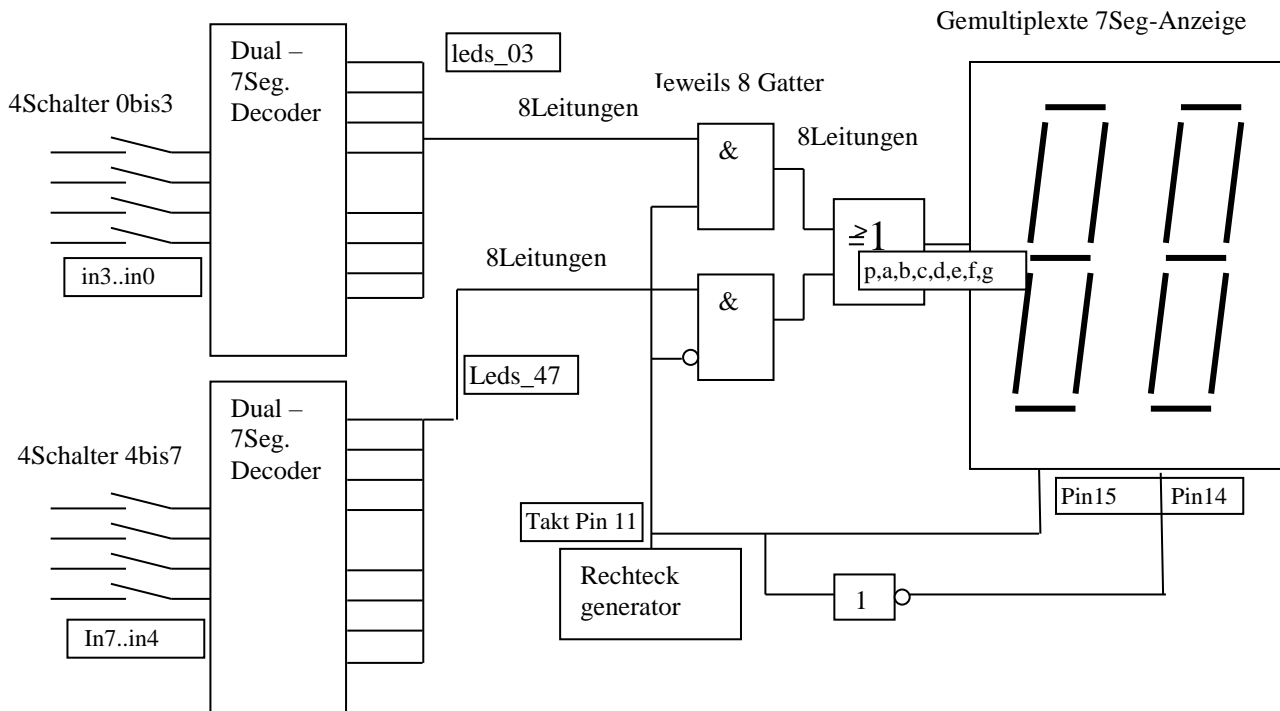 Gemultiplexte 7Seg-Anzeige
Dual –
7Seg.
Decoder
leds_03
Jeweils 8 Gatter
4Schalter 0bis3
8Leitungen
8Leitungen
&
≥1
in3..in0
8Leitungen
p,a,b,c,d,e,f,g
&
Leds_47
Dual –
7Seg.
Decoder
4Schalter 4bis7
Pin15
Pin14
Takt Pin 11
Rechteck
generator
1
In7..in4